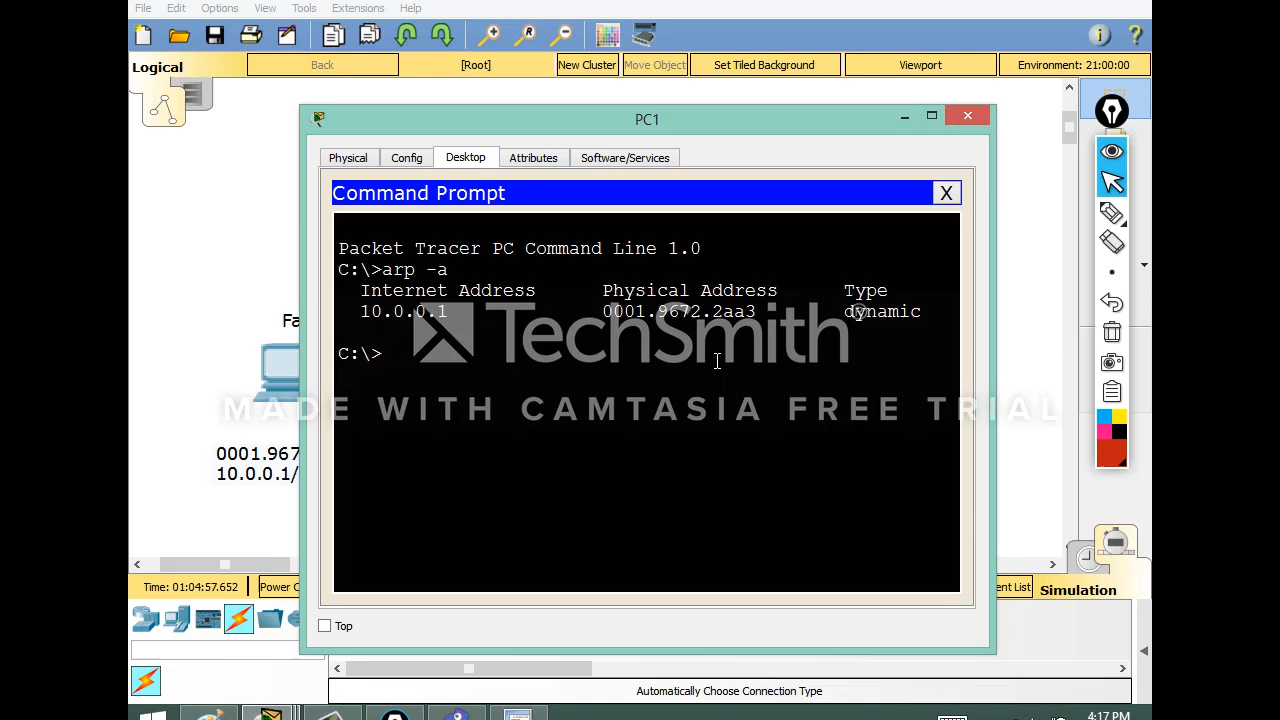 File Edit Options View Tools Extensions Help
Logical Back [Root] New Cluster Move Object Set Tiled Background Viewport Environment: 21:00:00
PC1
Physical Config Desktop Attributes Software/Services
Command Prompt X
Packet Tracer PC Command Line 1.0
C:\>arp -a
Internet Address Physical Address Type
10.0.0.1 0001.9672.2aa3 dynamic
C:\>
TechSmith
MADE WITH CAMTASIA FREE TRIAL
Fa
0001.967
10.0.0.1/
Time: 01:04:57.652 Power C ent List Simulation
Top
Automatically Choose Connection Type
4:17 PM